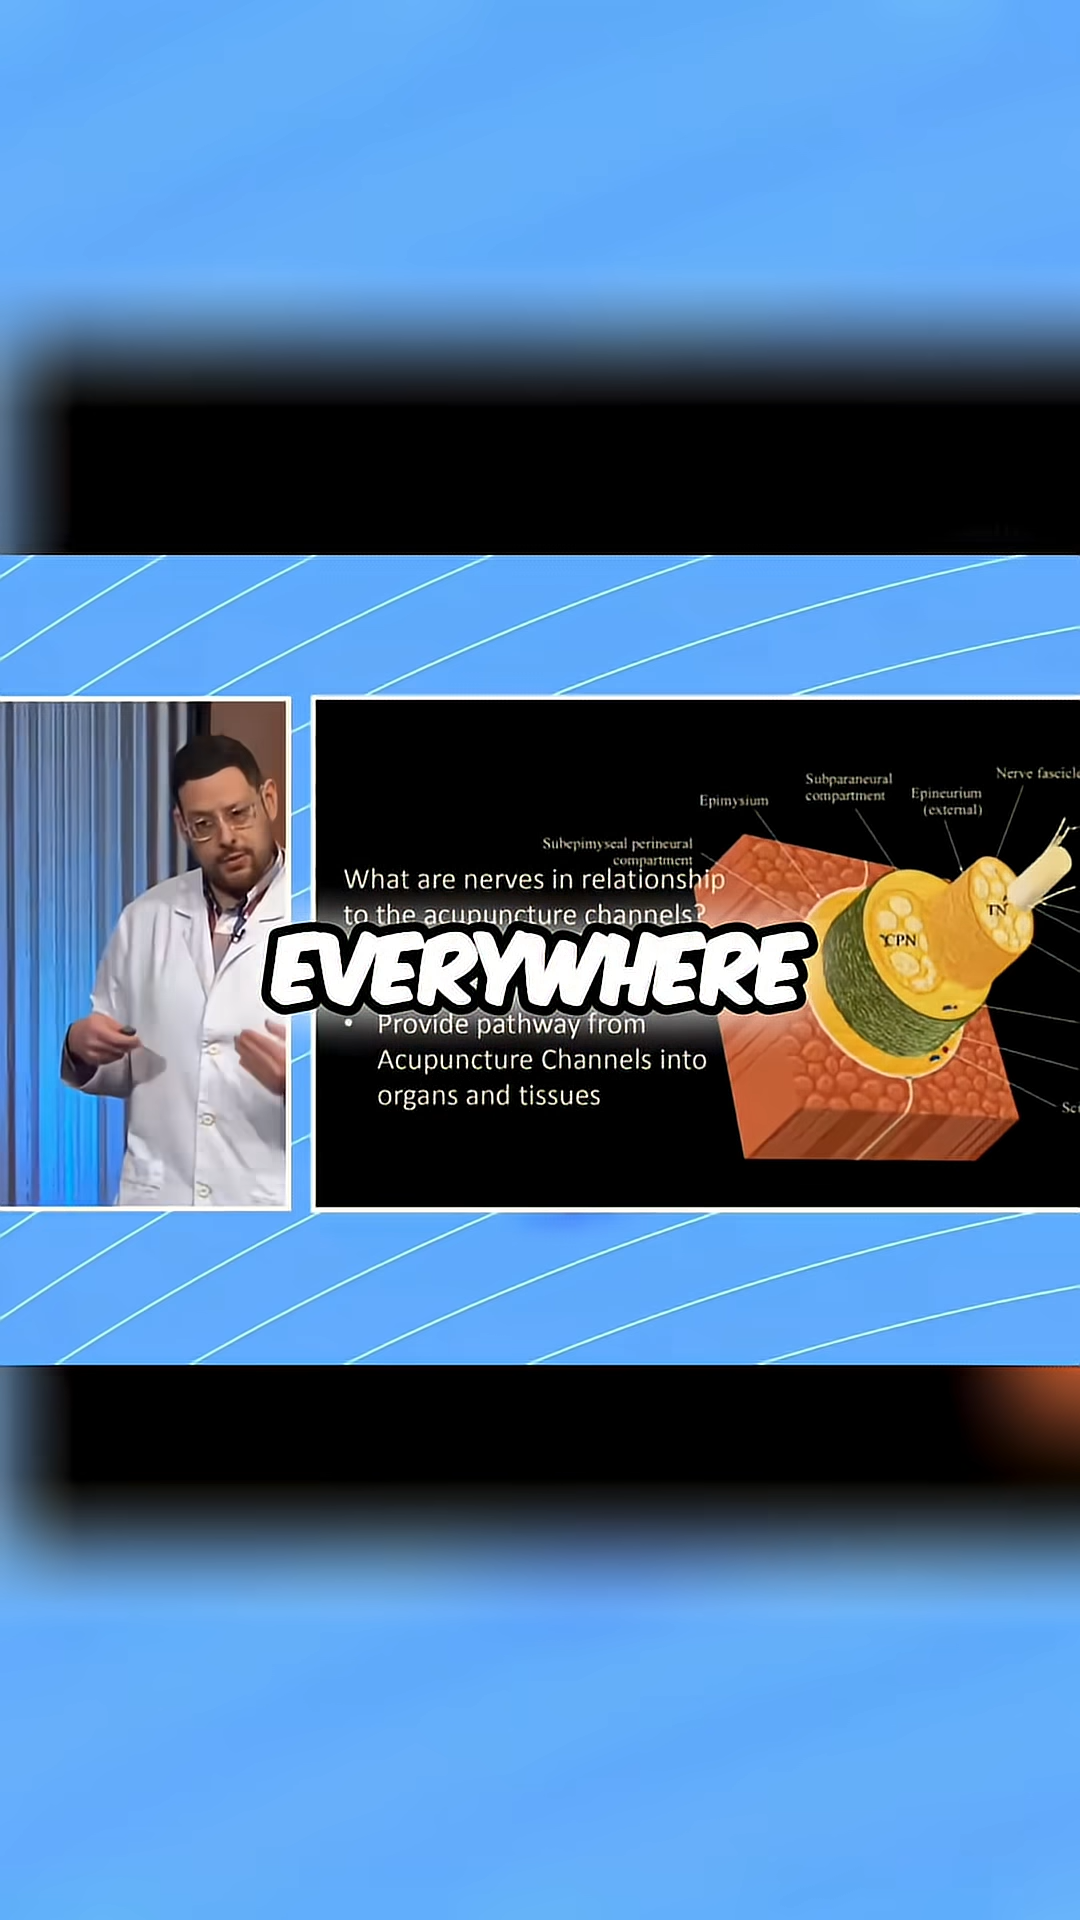 Nerve fascicle
Subparaneural
compartment
Epineurium
(external)
Epimysium
Subepimyseal perineural
compartment
What are nerves in relationship
to the acupuncture channels?
TN
CPN
EVERYWHERE
Provide pathway from
Acupuncture Channels into
organs and tissues